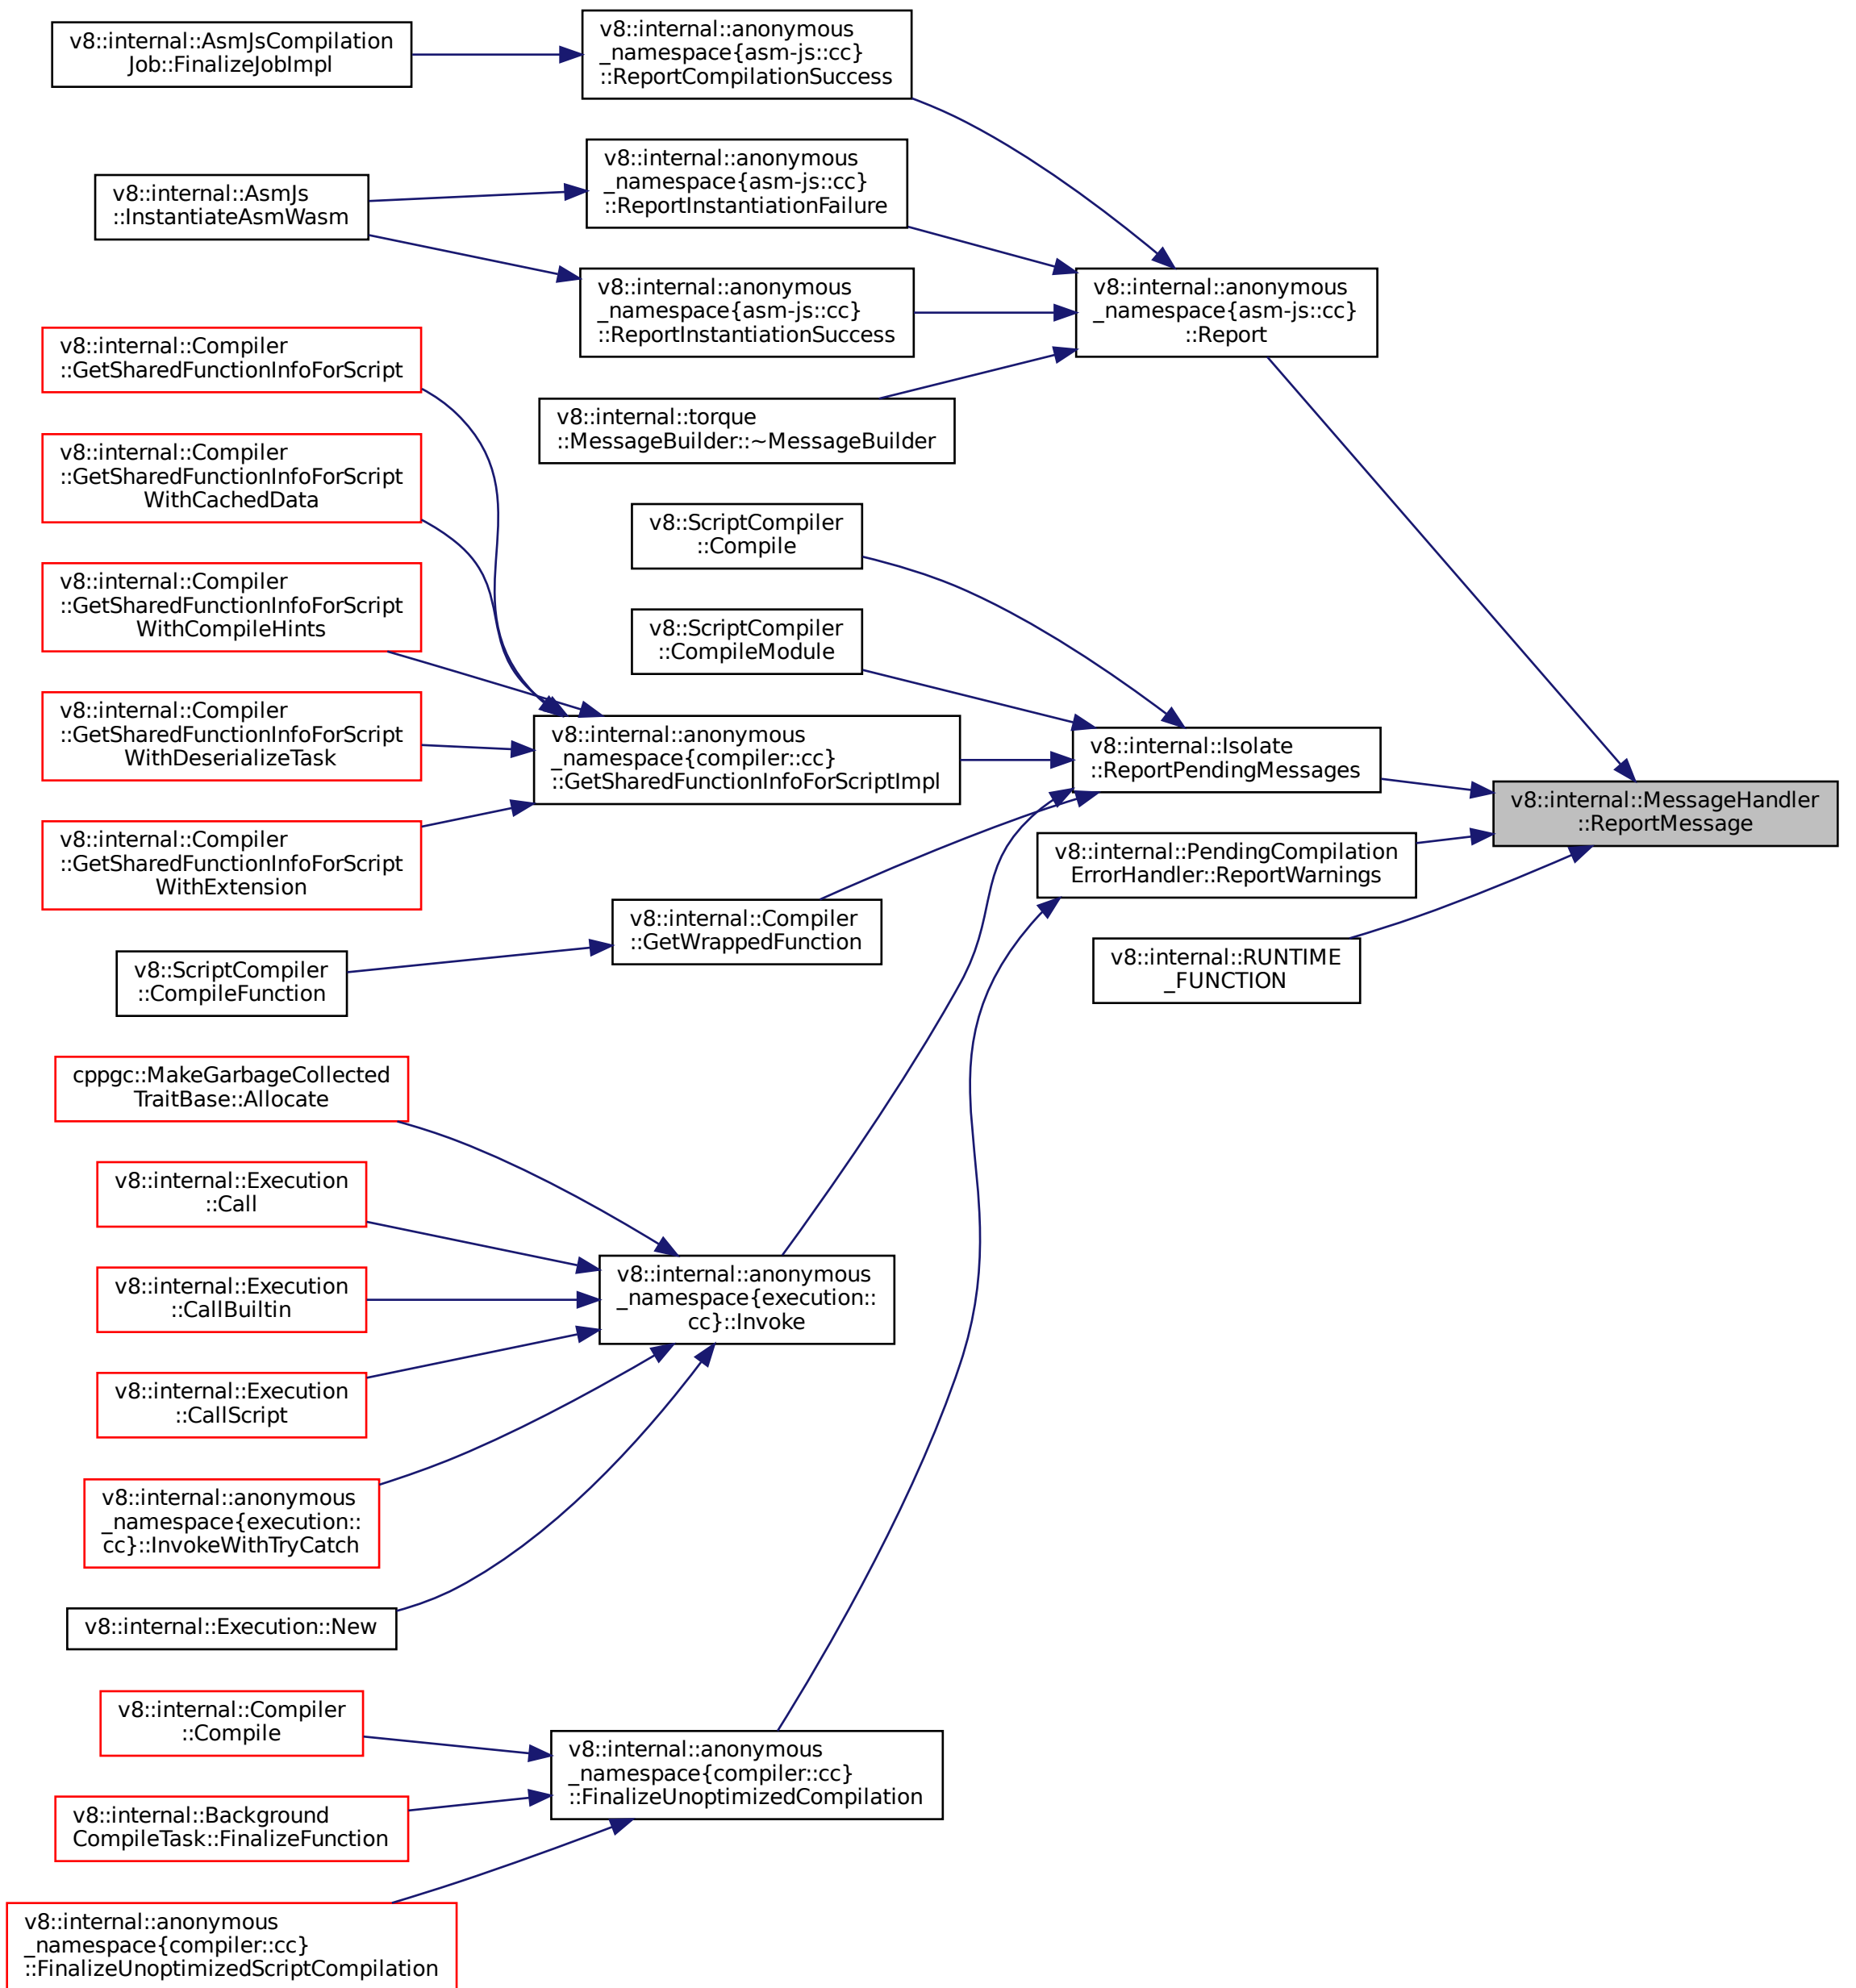 v8::internal::AsmJsCompilation
Job::FinalizeJobImpl
v8::internal::anonymous
_namespace{asm-js::cc}
::ReportCompilationSuccess
v8::internal::AsmJs
::InstantiateAsmWasm
v8::internal::anonymous
_namespace{asm-js::cc}
::ReportInstantiationFailure
v8::internal::anonymous
_namespace{asm-js::cc}
::ReportInstantiationSuccess
v8::internal::anonymous
_namespace{asm-js::cc}
::Report
v8::internal::torque
::MessageBuilder::~MessageBuilder
v8::internal::Compiler
::GetSharedFunctionInfoForScript
v8::internal::Compiler
::GetSharedFunctionInfoForScript
WithCachedData
v8::internal::Compiler
::GetSharedFunctionInfoForScript
WithCompileHints
v8::internal::Compiler
::GetSharedFunctionInfoForScript
WithDeserializeTask
v8::internal::Compiler
::GetSharedFunctionInfoForScript
WithExtension
v8::ScriptCompiler
::Compile
v8::ScriptCompiler
::CompileModule
v8::internal::anonymous
_namespace{compiler::cc}
::GetSharedFunctionInfoForScriptImpl
v8::internal::Isolate
::ReportPendingMessages
v8::internal::MessageHandler
::ReportMessage
v8::internal::PendingCompilation
ErrorHandler::ReportWarnings
v8::internal::RUNTIME
_FUNCTION
v8::internal::Compiler
::GetWrappedFunction
v8::ScriptCompiler
::CompileFunction
cppgc::MakeGarbageCollected
TraitBase::Allocate
v8::internal::Execution
::Call
v8::internal::Execution
::CallBuiltin
v8::internal::Execution
::CallScript
v8::internal::anonymous
_namespace{execution::
cc}::InvokeWithTryCatch
v8::internal::Execution::New
v8::internal::anonymous
_namespace{execution::
cc}::Invoke
v8::internal::Compiler
::Compile
v8::internal::Background
CompileTask::FinalizeFunction
v8::internal::anonymous
_namespace{compiler::cc}
::FinalizeUnoptimizedScriptCompilation
v8::internal::anonymous
_namespace{compiler::cc}
::FinalizeUnoptimizedCompilation